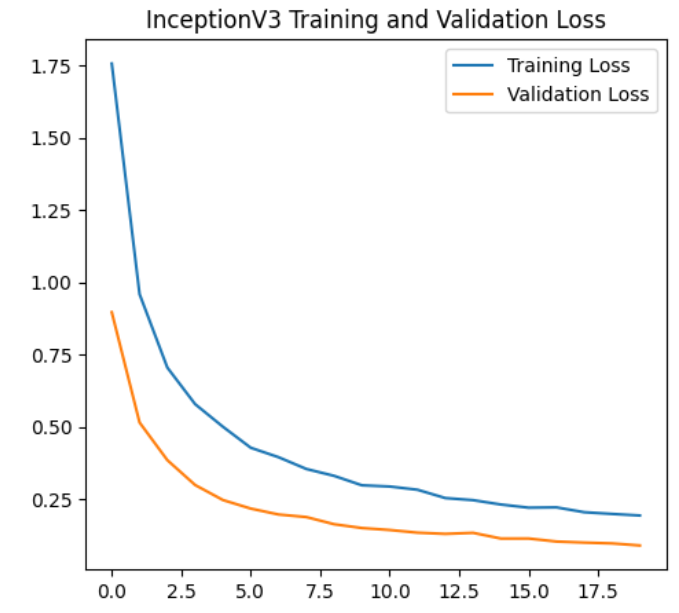 InceptionV3 Training and Validation Loss
Training Loss
Validation Loss
1.75
1.50
1.25
1.00
0.75
0.50
0.25
0.0 2.5 5.0 7.5 10.0 12.5 15.0 17.5